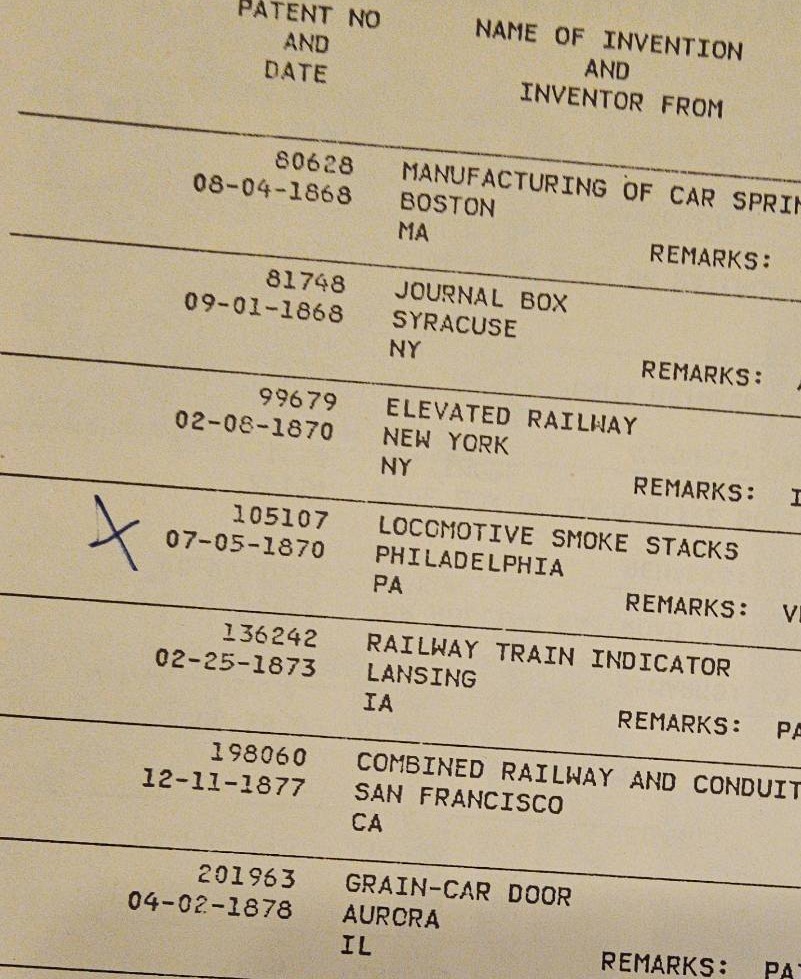 PATENT NO
AND
DATE
NAME OF INVENTION
AND
INVENTOR FROM
80628
08-04-1868
MANUFACTURING OF CAR SPRIN
BOSTON
MA
REMARKS:
81748
09-01-1868
JOURNAL BOX
SYRACUSE
NY
REMARKS:
99679
02-08-1870
ELEVATED RAILWAY
NEW YORK
NY
REMARKS: I
105107
07-05-1870
LOCOMOTIVE SMOKE STACKS
PHILADELPHIA
PA
REMARKS:
136242
02-25-1873
RAILWAY TRAIN INDICATOR
LANSING
IA
REMARKS: PA
198060
12-11-1877
COMBINED RAILWAY AND CONDUIT
SAN FRANCISCO
CA
201963
04-02-1878
GRAIN-CAR DOOR
AURORA
IL
REMARKS: PA